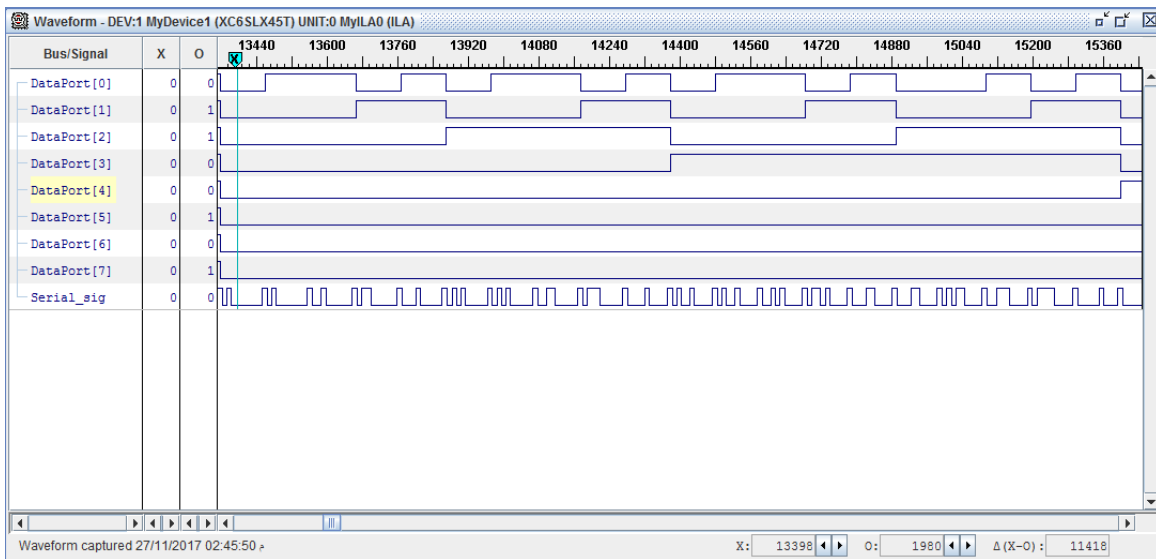 Waveform - DEV:1 MyDevice1 (XC6SLX45T) UNIT:0 MyILA0 (ILA)
Bus/Signal X O 13440 13600 13760 13920 14080 14240 14400 14560 14720 14880 15040 15200 15360
X
DataPort[0] 0 0
DataPort[1] 0 1
DataPort[2] 0 1
DataPort[3] 0 0
DataPort[4] 0 0
DataPort[5] 0 1
DataPort[6] 0 0
DataPort[7] 0 1
Serial_sig 0 0
Waveform captured 27/11/2017 02:45:50 م X: 13398 O: 1980 Δ(X-O): 11418